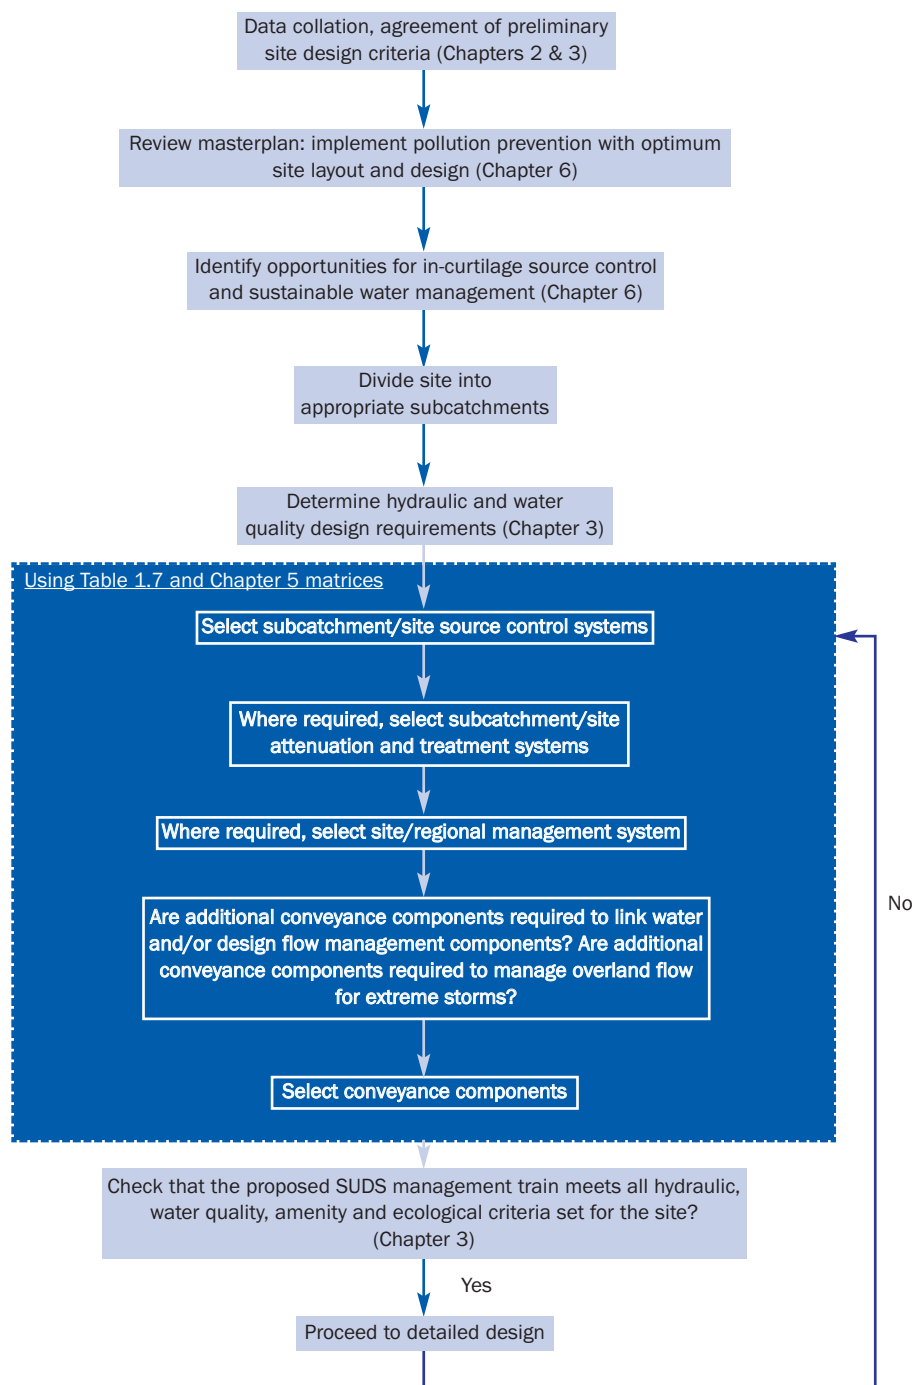 Data collation, agreement of preliminary
site design criteria (Chapters 2 & 3)
Review masterplan: implement pollution prevention with optimum
site layout and design (Chapter 6)
Identify opportunities for in-curtilage source control
and sustainable water management (Chapter 6)
Divide site into
appropriate subcatchments
Determine hydraulic and water
quality design requirements (Chapter 3)
Using Table 1.7 and Chapter 5 matrices
Select subcatchment/site source control systems
Where required, select subcatchment/site
attenuation and treatment systems
Where required, select site/regional management system
No
Are additional conveyance components required to link water
and/or design flow management components? Are additional
conveyance components required to manage overland flow
for extreme storms?
Select conveyance components
Check that the proposed SUDS management train meets all hydraulic,
water quality, amenity and ecological criteria set for the site?
(Chapter 3)
Yes
Proceed to detailed design